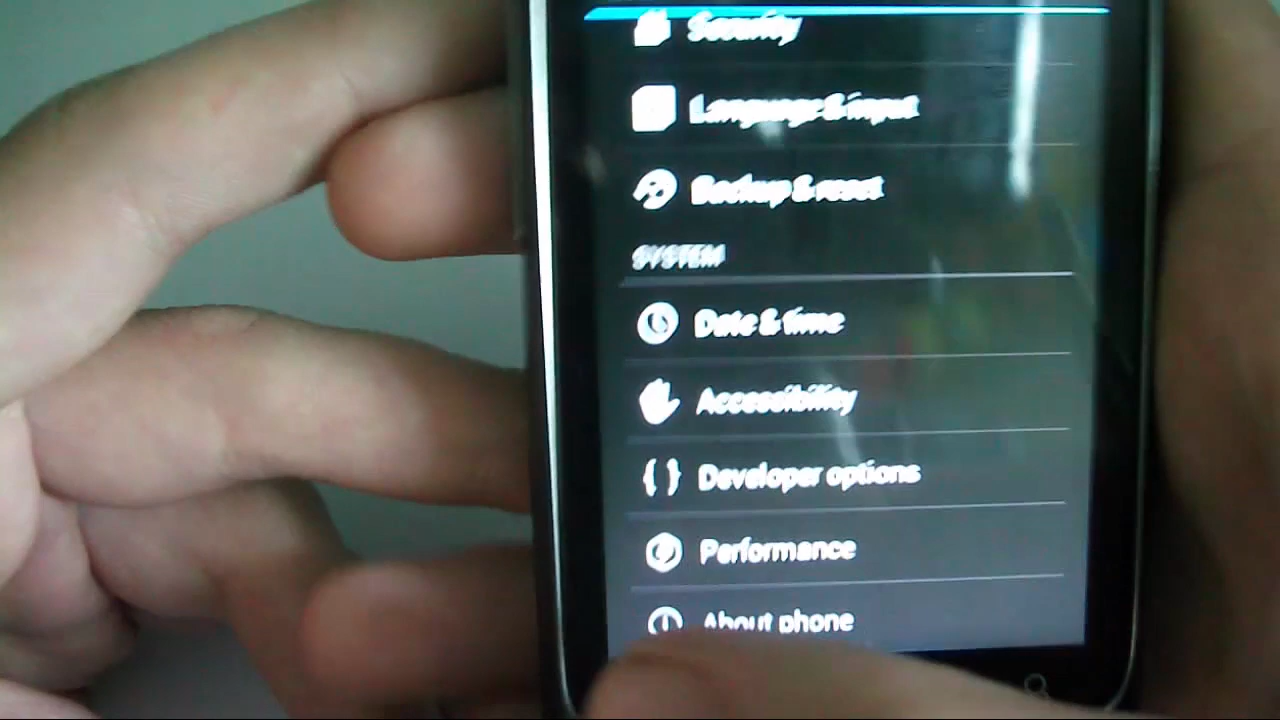 Security
Language & input
Backup & reset
SYSTEM
Date & time
Accessibility
Developer options
Performance
About phone